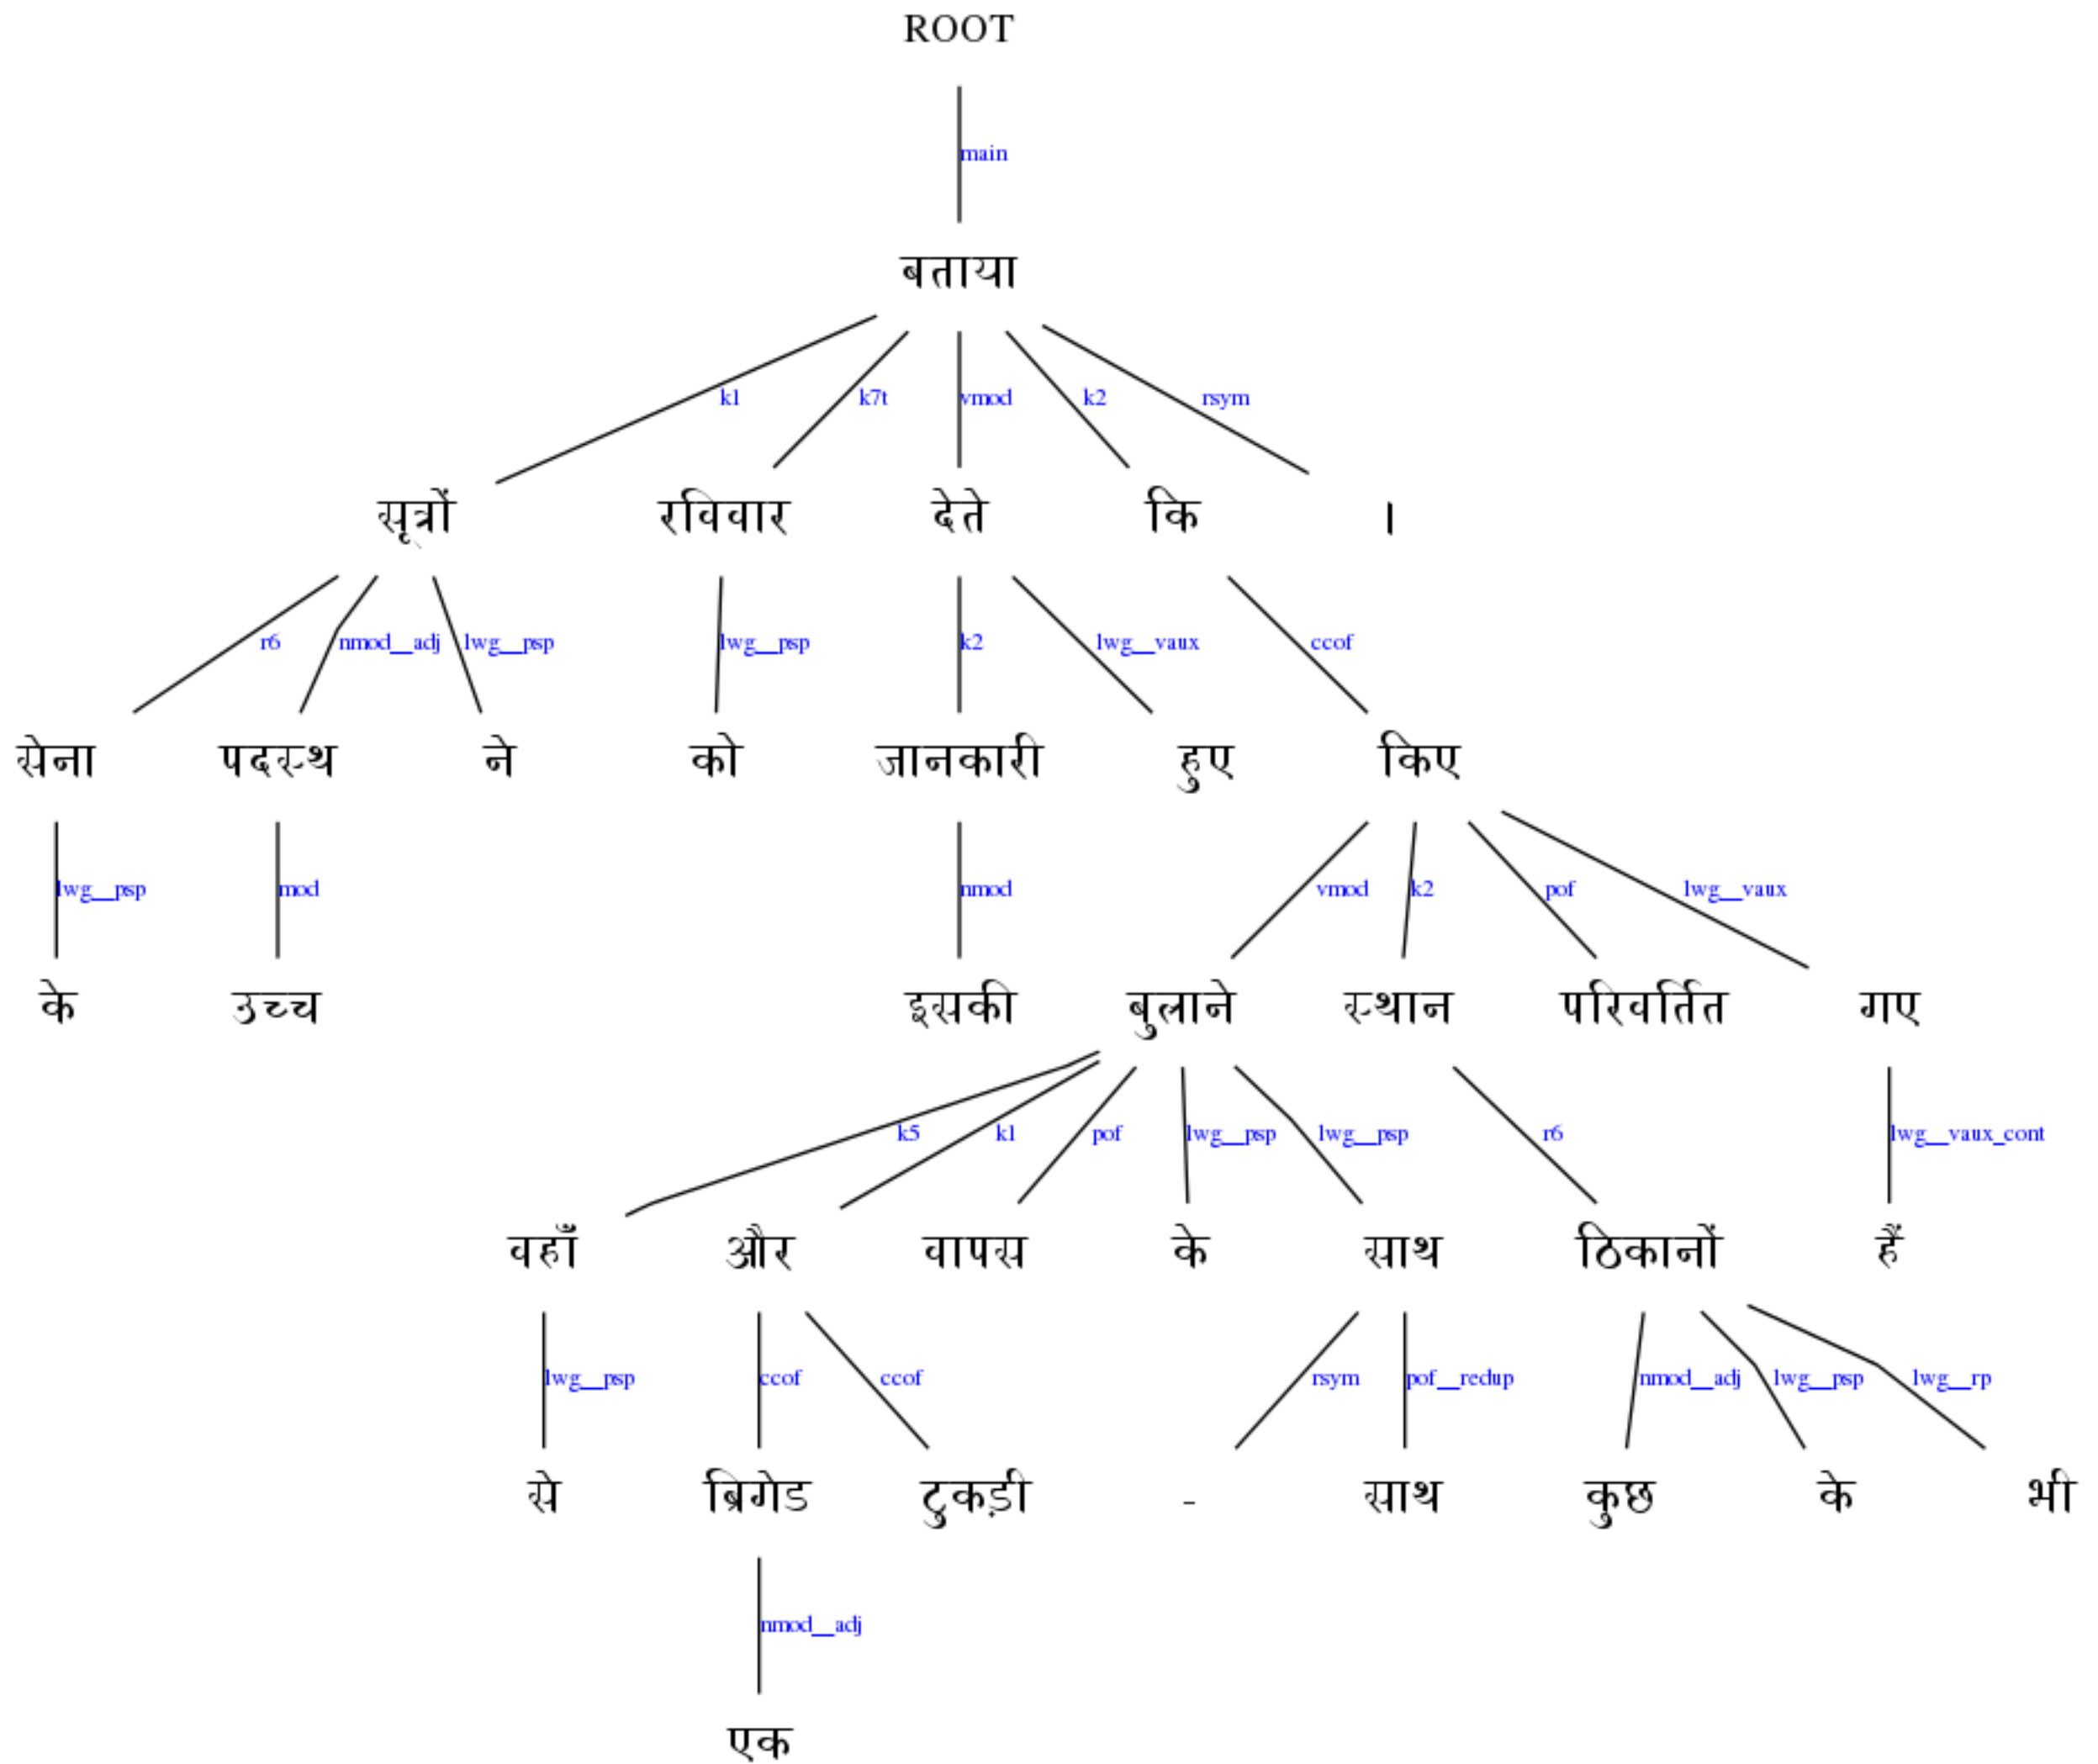 ROOT
main
बताया
k1 k7t vmod k2 rsym
सूत्रों रविवार देते कि ।
r6 nmod__adj lwg__psp lwg__psp k2 lwg__vaux ccof
सेना पदस्थ ने को जानकारी हुए किए
lwg__psp mod nmod vmod k2 pof lwg__vaux
के उच्च इसकी बुलाने स्थान परिवर्तित गए
k5 k1 pof lwg__psp lwg__psp r6 lwg__vaux_cont
वहाँ और वापस के साथ ठिकानों हैं
lwg__psp ccof ccof rsym pof__redup nmod__adj lwg__psp lwg__rp
से ब्रिगेड टुकड़ी - साथ कुछ के भी
nmod__adj
एक